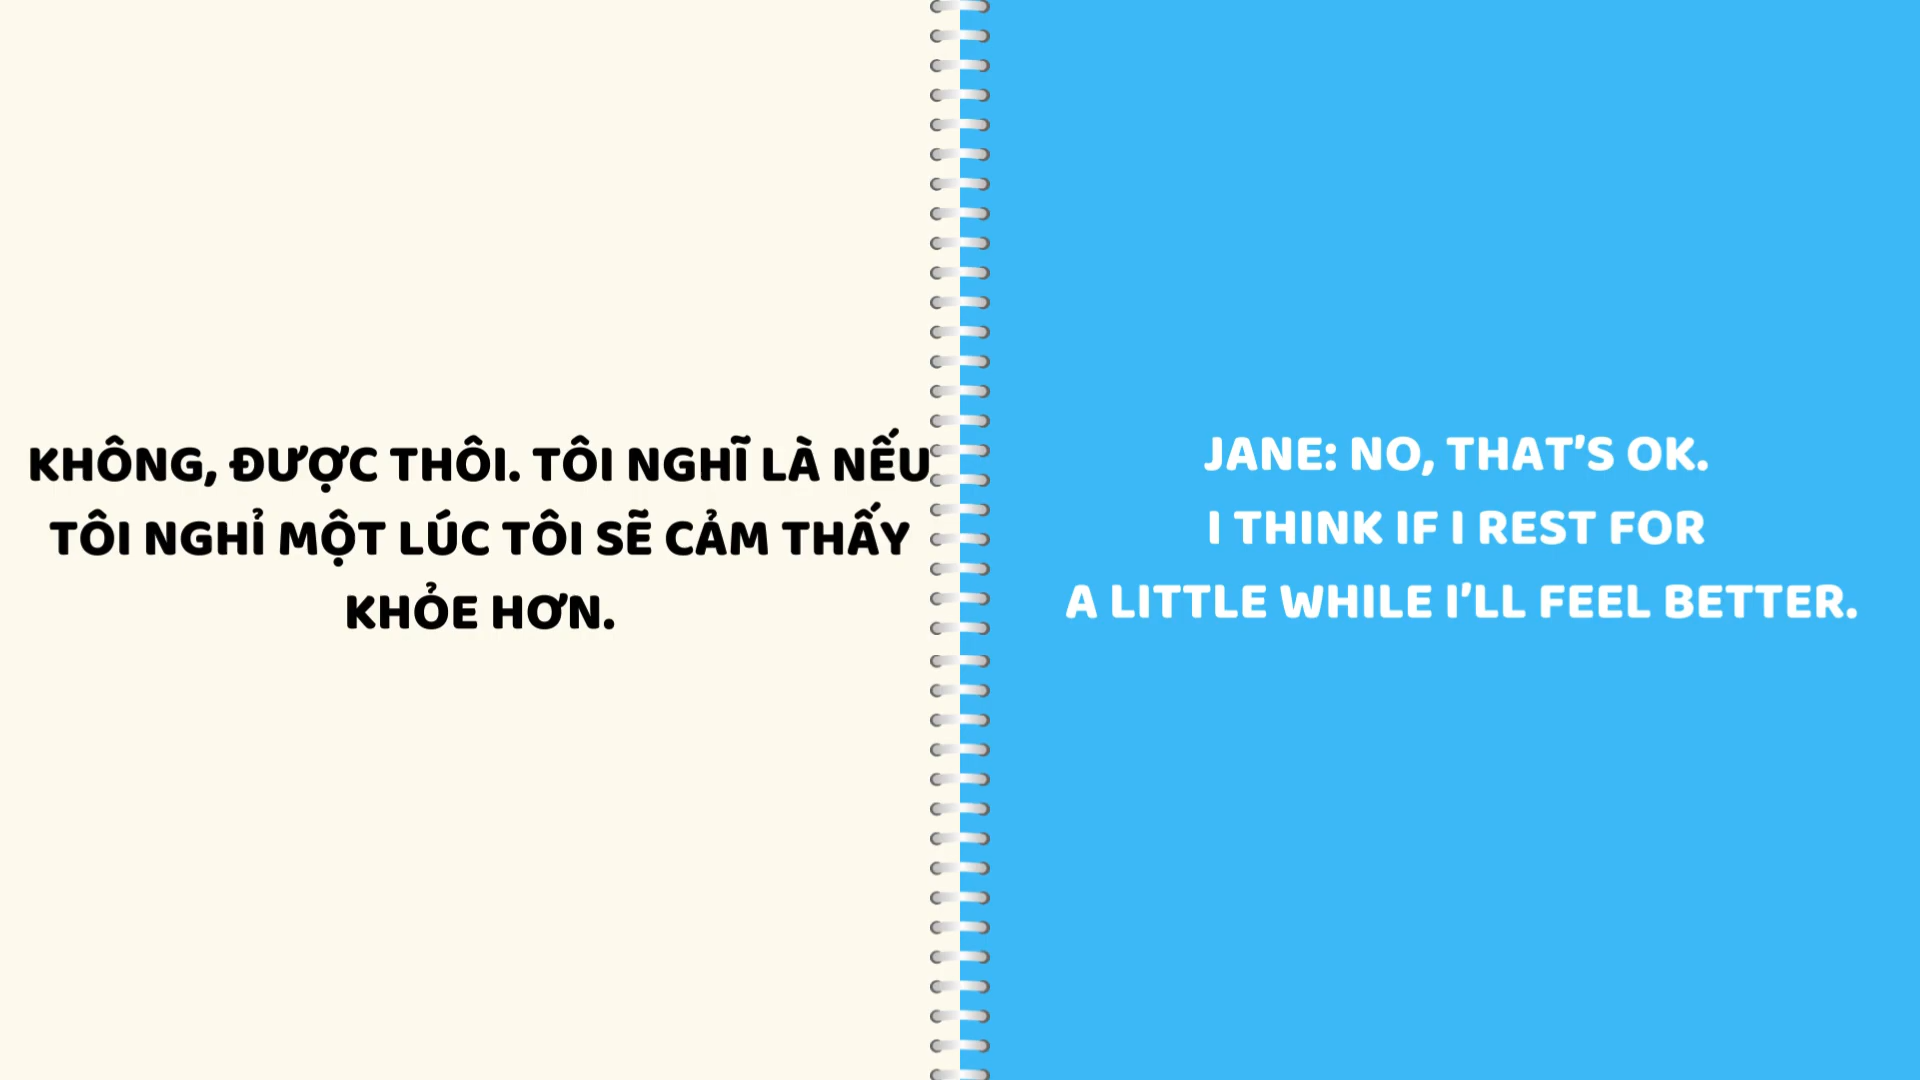 KHÔNG, ĐƯỢC THÔI. TÔI NGHĨ LÀ NẾU
TÔI NGHỈ MỘT LÚC TÔI SẼ CẢM THẤY
KHỎE HƠN.
JANE: NO, THAT'S OK.
I THINK IF I REST FOR
A LITTLE WHILE I'LL FEEL BETTER.